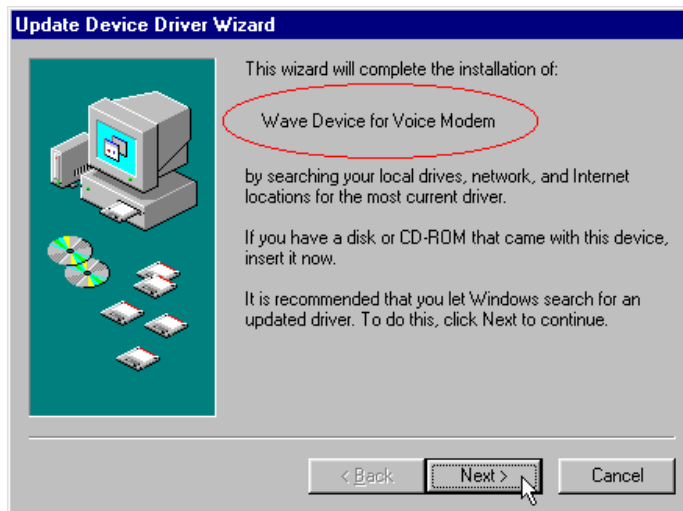 Update Device Driver Wizard
This wizard will complete the installation of:
Wave Device for Voice Modem
by searching your local drives, network, and Internet
locations for the most current driver.
If you have a disk or CD-ROM that came with this device,
insert it now.
It is recommended that you let Windows search for an
updated driver. To do this, click Next to continue.
< Back
Next >
Cancel